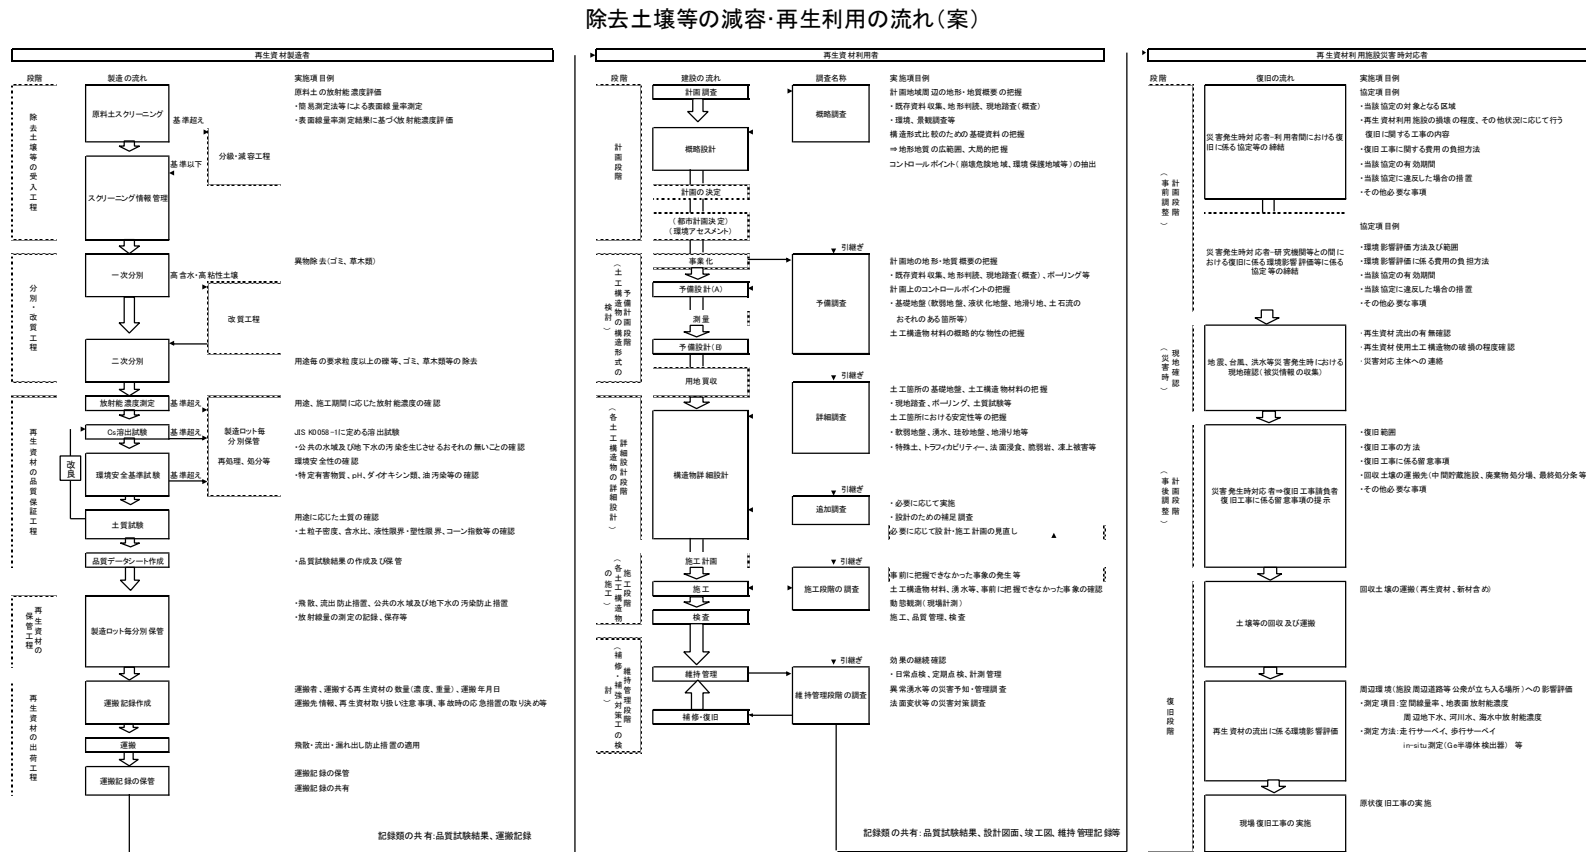 除去土壌等の減容・再生利用の流れ(案)
再生資材製造者
段階
製造の流れ
実施項目例
除去土壌等の受入工程
原料土スクリーニング
基準超え
原料土の放射能濃度評価
・簡易測定法等による表面線量率測定
・表面線量率測定結果に基づく放射能濃度評価
分級・減容工程
基準以下
スクリーニング情報管理
分別・改質工程
一次分別
高含水・高粘性土壌
異物除去(ゴミ、草木類)
改質工程
二次分別
用途毎の要求粒度以上の礫等、ゴミ、草木類等の除去
再生資材の品質保証工程
放射能濃度測定
基準超え
用途、施工期間に応じた放射能濃度の確認
Cs溶出試験
基準超え
製造ロット毎
分別保管
再処理、処分等
JIS K0058-1に定める溶出試験
・公共の水域及び地下水の汚染を生じさせるおそれの無いことの確認
改良
環境安全基準試験
基準超え
環境安全性の確認
・特定有害物質、pH、ダイオキシン類、油汚染等の確認
土質試験
用途に応じた土質の確認
・土粒子密度、含水比、液性限界・塑性限界、コーン指数等の確認
品質データシート作成
・品質試験結果の作成及び保管
再生資材の
保管工程
製造ロット毎分別保管
・飛散、流出防止措置、公共の水域及び地下水の汚染防止措置
・放射線量の測定の記録、保存等
再生資材の出荷工程
運搬記録作成
運搬者、運搬する再生資材の数量(濃度、重量)、運搬年月日
運搬先情報、再生資材取り扱い注意事項、事故時の応急措置の取り決め等
運搬
飛散・流出・漏れ出し防止措置の適用
運搬記録の保管
運搬記録の保管
運搬記録の共有
記録類の共有:品質試験結果、運搬記録
再生資材利用者
段階
建設の流れ
調査名称
実施項目例
計画段階
計画調査
概略調査
計画地域周辺の地形・地質概要の把握
・既存資料収集、地形判読、現地踏査(概査)
・環境、景観調査等
構造形式比較のための基礎資料の把握
⇒地形地質の広範囲、大局的把握
コントロールポイント(崩壊危険地域、環境保護地域等)の抽出
概略設計
計画の決定
(都市計画決定)
(環境アセスメント)
予備計画段階
(土工構造物の構造形式の
検討)
事業化
引継ぎ
予備調査
計画地の地形・地質概要の把握
・既存資料収集、地形判読、現地踏査(概査)、ボーリング等
計画上のコントロールポイントの把握
・基礎地盤(軟弱地盤、液状化地盤、地滑り地、土石流の
おそれのある箇所等)
土工構造物材料の概略的な物性の把握
予備設計(A)
測量
予備設計(B)
用地買収
詳細設計段階
(各土工構造物の詳細設計)
引継ぎ
詳細調査
土工箇所の基礎地盤、土工構造物材料の把握
・現地踏査、ボーリング、土質試験等
土工箇所における安定性等の把握
・軟弱地盤、湧水、珪砂地盤、地滑り地等
・特殊土、トラフィカビリティー、法面浸食、脆弱岩、凍上被害等
構造物詳細設計
追加調査
・必要に応じて実施
・設計のための補足調査
必要に応じて設計・施工計画の見直し
施工計画
施工段階
(各土工構造物
の施工)
引継ぎ
施工段階の調査
事前に把握できなかった事象の発生等
土工構造物材料、湧水等、事前に把握できなかった事象の確認
動態観測(現場計測)
施工、品質管理、検査
施工
検査
維持管理段階
(補修・補強対策工の検
討)
引継ぎ
維持管理
維持管理段階の調査
効果の継続確認
・日常点検、定期点検、計測管理
異常湧水等の災害予知・管理調査
法面変状等の災害対策調査
補修・復旧
記録類の共有:品質試験結果、設計図面、竣工図、維持管理記録等
再生資材利用施設災害時対応者
段階
復旧の流れ
実施項目例
計画段階
(事前調整)
災害発生時対応者-利用者間における復
旧に係る協定等の締結
協定項目例
・当該協定の対象となる区域
・再生資材利用施設の損壊の程度、その他状況に応じて行う
復旧に関する工事の内容
・復旧工事に関する費用の負担方法
・当該協定の有効期間
・当該協定に違反した場合の措置
・その他必要な事項
災害発生時対応者-研究機関等との間に
おける復旧に係る環境影響評価等に係る
協定等の締結
協定項目例
・環境影響評価方法及び範囲
・環境影響評価に係る費用の負担方法
・当該協定の有効期間
・当該協定に違反した場合の措置
・その他必要な事項
現地確認
(災害時)
地震、台風、洪水等災害発生時における
現地確認(被災情報の収集)
・再生資材流出の有無確認
・再生資材使用土工構造物の破損の程度確認
・災害対応主体への連絡
計画段階
(事後調整)
災害発生時対応者⇒復旧工事請負者
復旧工事に係る留意事項の提示
・復旧範囲
・復旧工事の方法
・復旧工事に係る留意事項
・回収土壌の運搬先(中間貯蔵施設、廃棄物処分場、最終処分条等
・その他必要な事項
復旧段階
土壌等の回収及び運搬
回収土壌の運搬(再生資材、新材含め)
再生資材の流出に係る環境影響評価
周辺環境(施設周辺道路等公衆が立ち入る場所)への影響評価
・測定項目:空間線量率、地表面放射能濃度
周辺地下水、河川水、海水中放射能濃度
・測定方法:走行サーベイ、歩行サーベイ
in-situ測定(Ge半導体検出器) 等
現場復旧工事の実施
原状復旧工事の実施